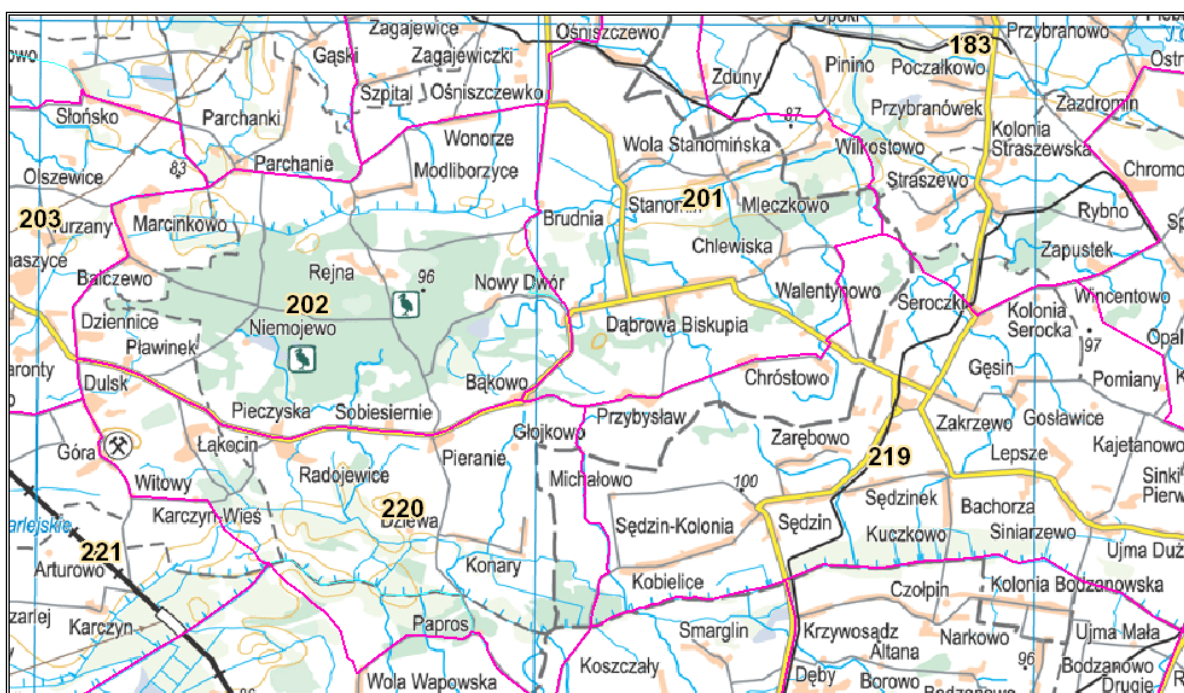 Zagajewice
Ośniszczewo
Opoki
Przybranowo
183
Gąski
Zagajewiczki
Pinino
Poczałkowo
Zduny
Szpital
Ośniszczewko
Słońsko
Parchanki
87
Przybranówek
Zazdromin
Wonorze
Wola Stanomińska
Kolonia
Straszewska
83
Parchanie
Modliborzyce
Wilkostowo
Olszewice
Straszewo
201
203
Marcinkowo
Brudnia
Mleczkowo
Rybno
Chlewiska
Zapustek
Balczewo
Rejna
96
Nowy Dwór
Walentynowo
Seroczki
Wincentowo
202
Niemojewo
Dziennice
Dąbrowa Biskupia
Kolonia
Serocka
97
Pławinek
Gęsin
Dulsk
Bąkowo
Chróstowo
Pomiany
Pieczyska
Sobiesiernie
Przybysław
Zakrzewo
Gosławice
Głojkowo
Góra
Łąkocin
Pieranie
Zarębowo
Lepsze
Kajetanowo
219
Witowy
Radojewice
Michałowo
100
Sędzinek
Bachorza
Karczyn-Wieś
220
Dziewa
Sędzin-Kolonia
Sędzin
Kuczkowo
Siniarzewo
221
Arturowo
Konary
Kobielice
Czołpin
Kolonia Bodzanowska
Karczyn
Papros
Smarglin
Krzywosądz
Altana
Narkowo
Ujma Mała
96
Koszczały
Bodzanowo
Drugie
Wola Wapowska
Dęby
Borowo